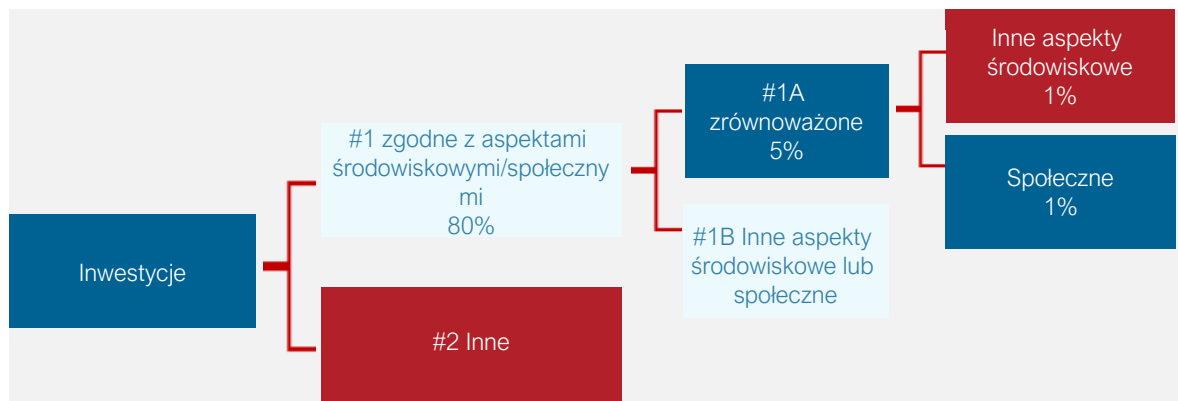 Inwestycje
#1 zgodne z aspektami
środowiskowymi/społeczny
mi
80%
#2 Inne
#1A
zrównoważone
5%
#1B Inne aspekty
środowiskowe lub
społeczne
Inne aspekty
środowiskowe
1%
Społeczne
1%